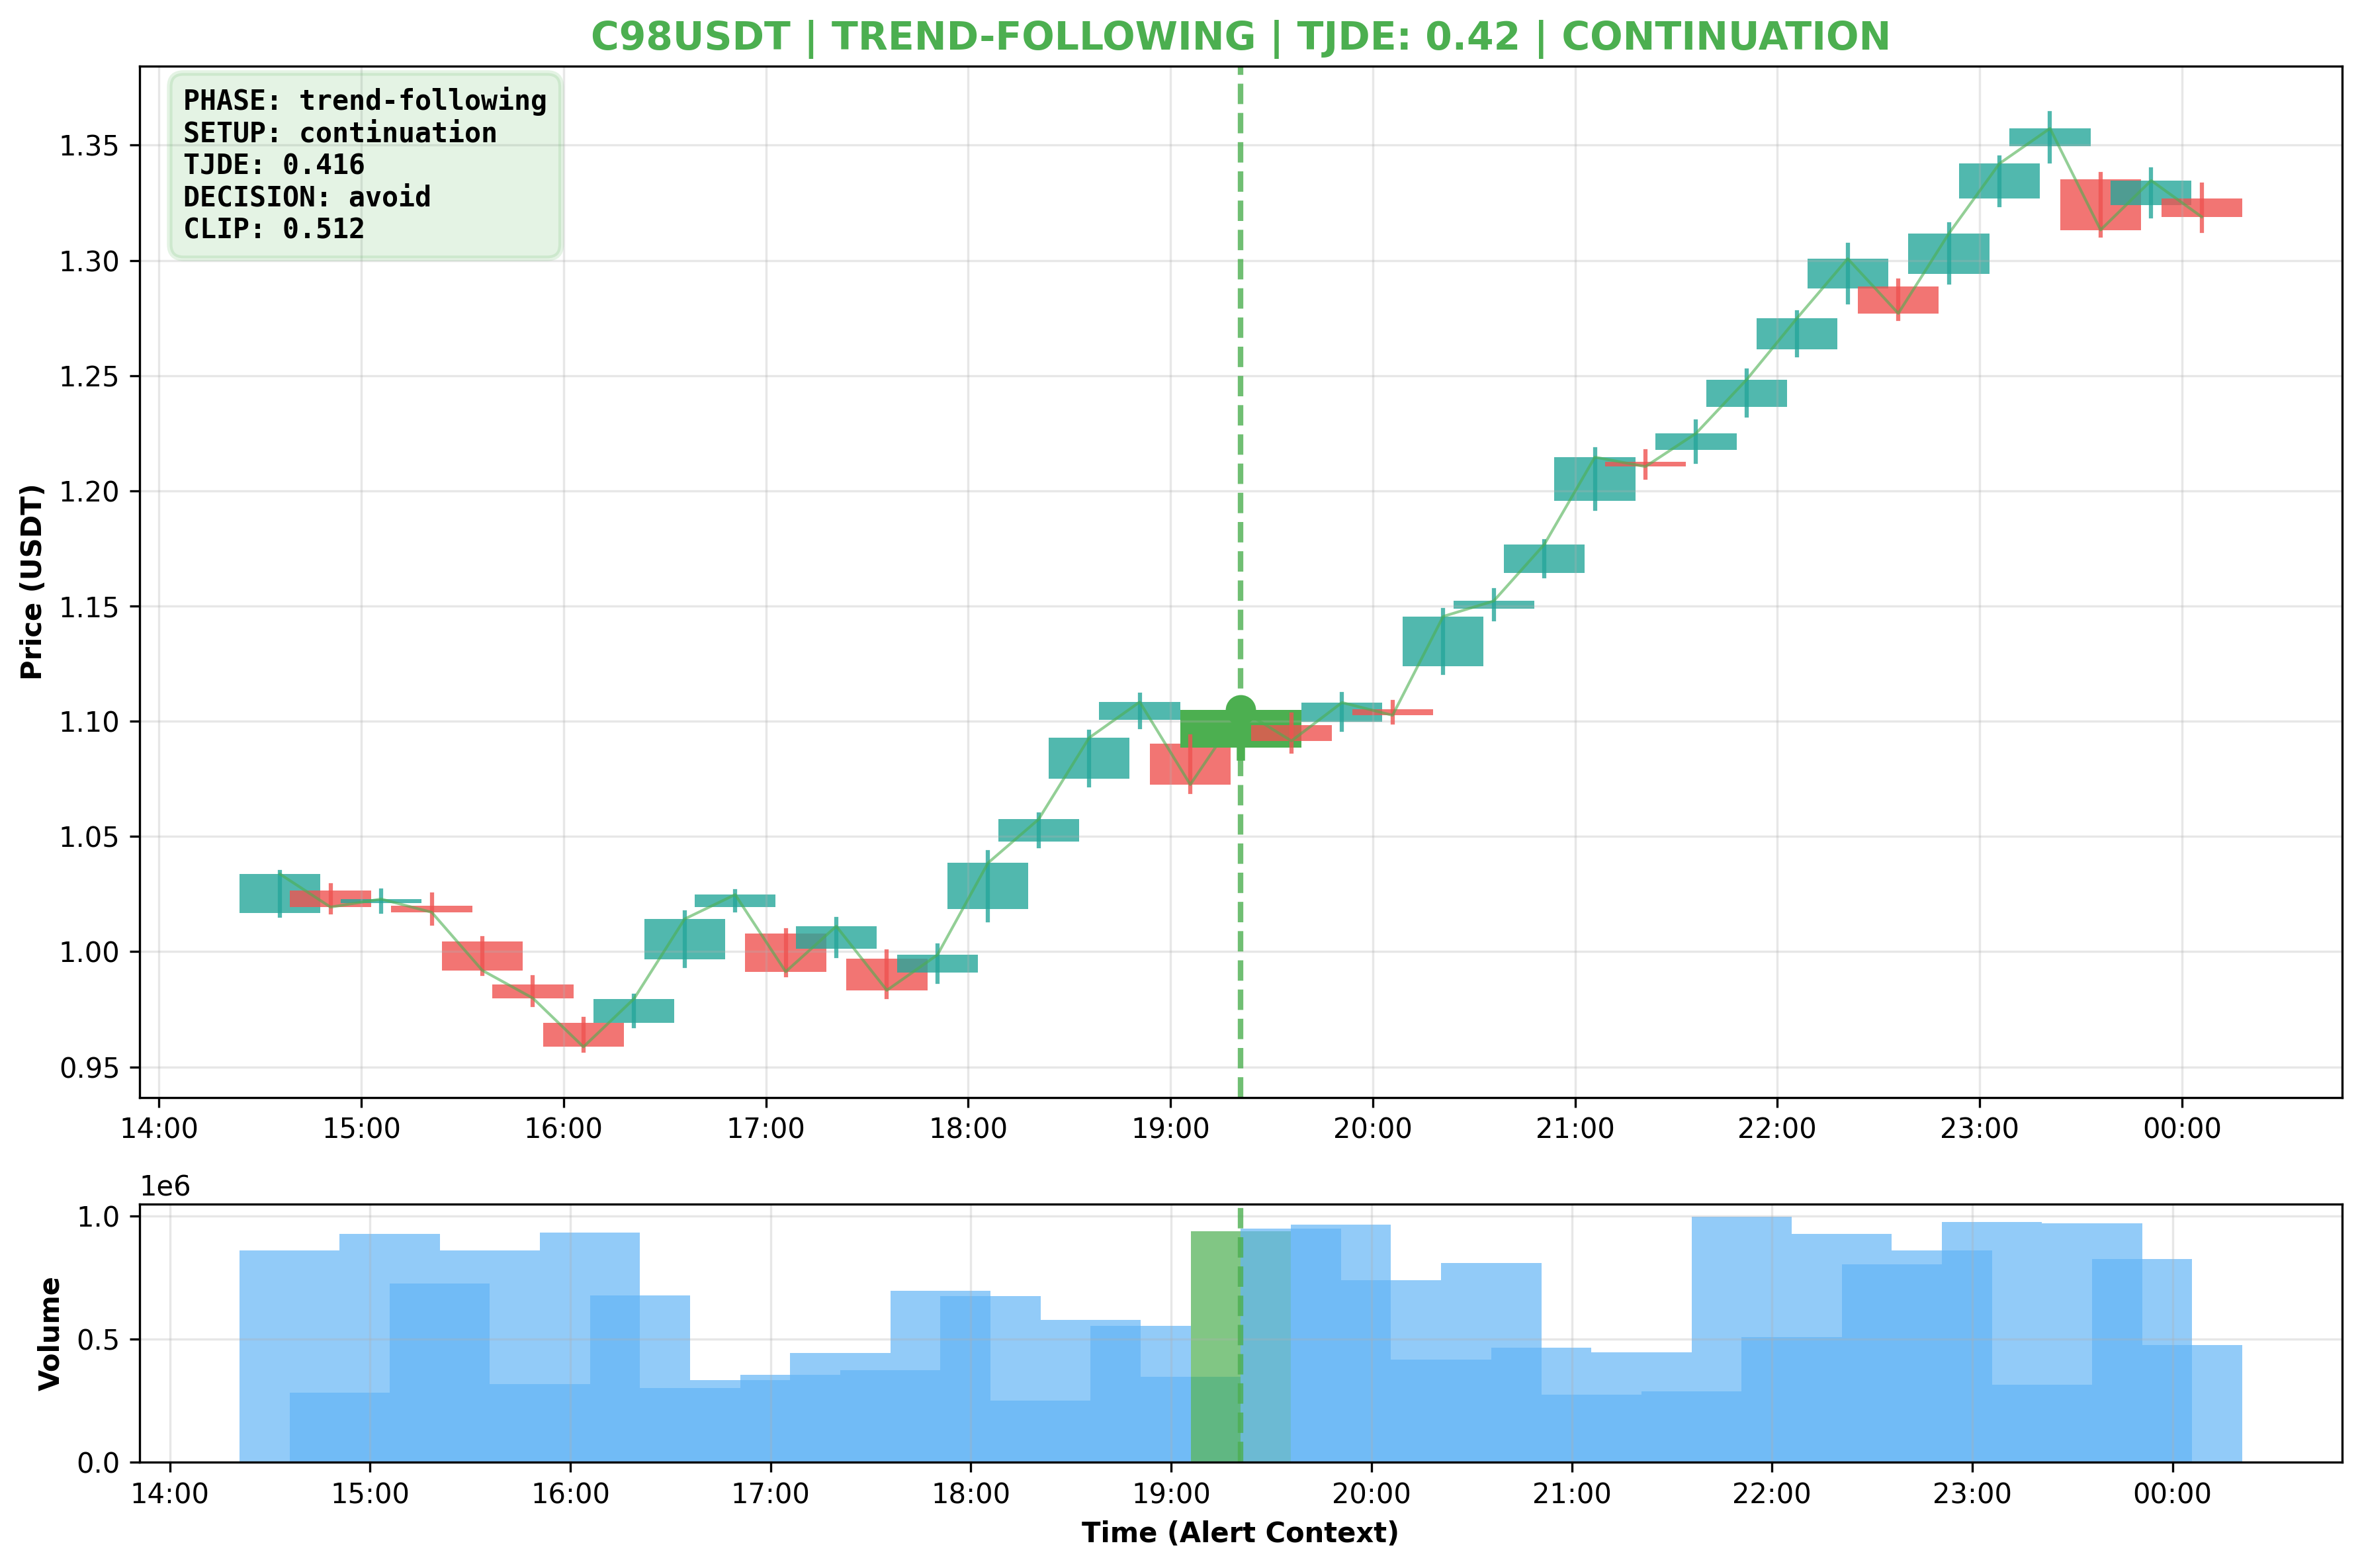 C98USDT | TREND-FOLLOWING | TJDE: 0.42 | CONTINUATION
PHASE: trend-following
SETUP: continuation
TJDE: 0.416
DECISION: avoid
CLIP: 0.512
Price (USDT)
1.35
1.30
1.25
1.20
1.15
1.10
1.05
1.00
0.95
14:00 15:00 16:00 17:00 18:00 19:00 20:00 21:00 22:00 23:00 00:00
1e6
Volume
1.0
0.5
0.0
14:00 15:00 16:00 17:00 18:00 19:00 20:00 21:00 22:00 23:00 00:00
Time (Alert Context)